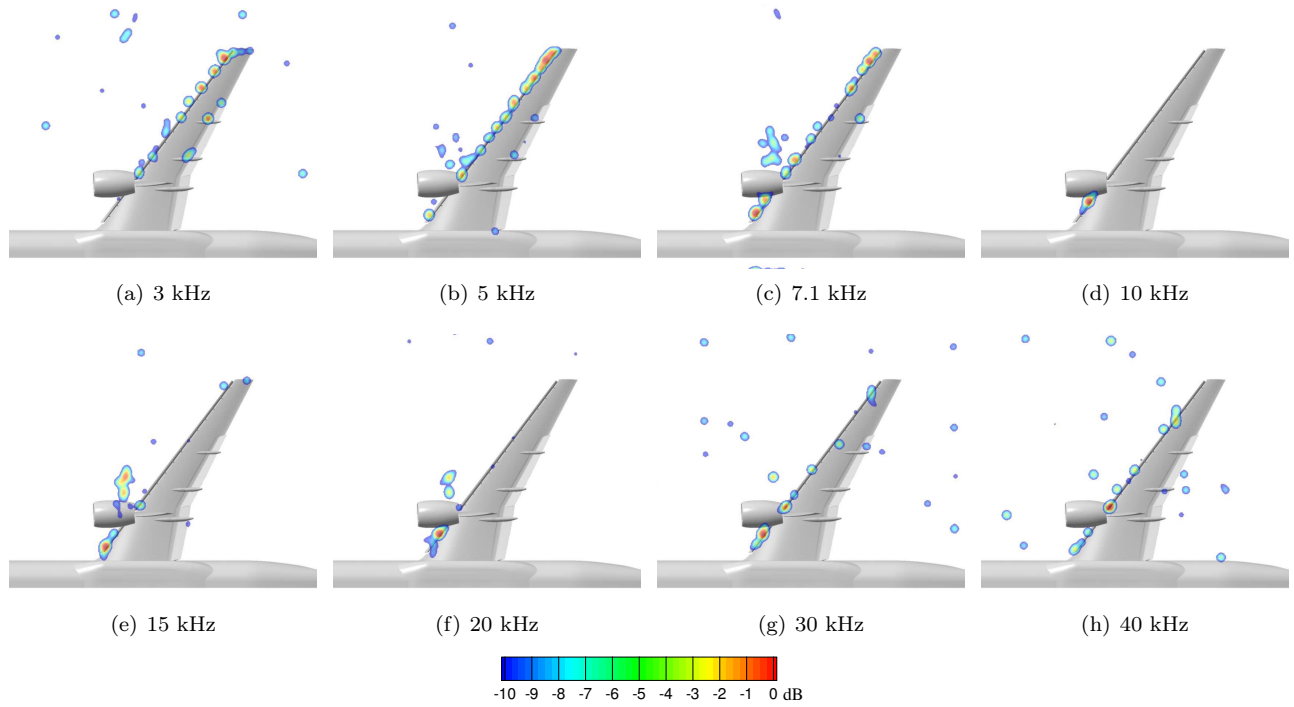 (a) 3 kHz
(b) 5 kHz
(c) 7.1 kHz
(d) 10 kHz
(e) 15 kHz
(f) 20 kHz
(g) 30 kHz
(h) 40 kHz
-10 -9 -8 -7 -6 -5 -4 -3 -2 -1 0 dB